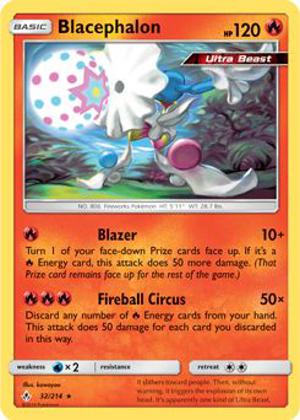 BASIC Blacephalon HP 120
Ultra Beast
NO. 806 Fireworks Pokémon HT: 5'11" WT: 28.7 lbs.
Blazer 10+
Turn 1 of your face-down Prize cards face up. If it's a
Energy card, this attack does 50 more damage. (That
Prize card remains face up for the rest of the game.)
Fireball Circus 50×
Discard any number of Energy cards from your hand.
This attack does 50 damage for each card you discarded
in this way.
weakness ×2 resistance retreat
Illus. kawayoo
32/214
It slithers toward people. Then, without
warning, it triggers the explosion of its
own head. It's apparently one kind of Ultra Beast.